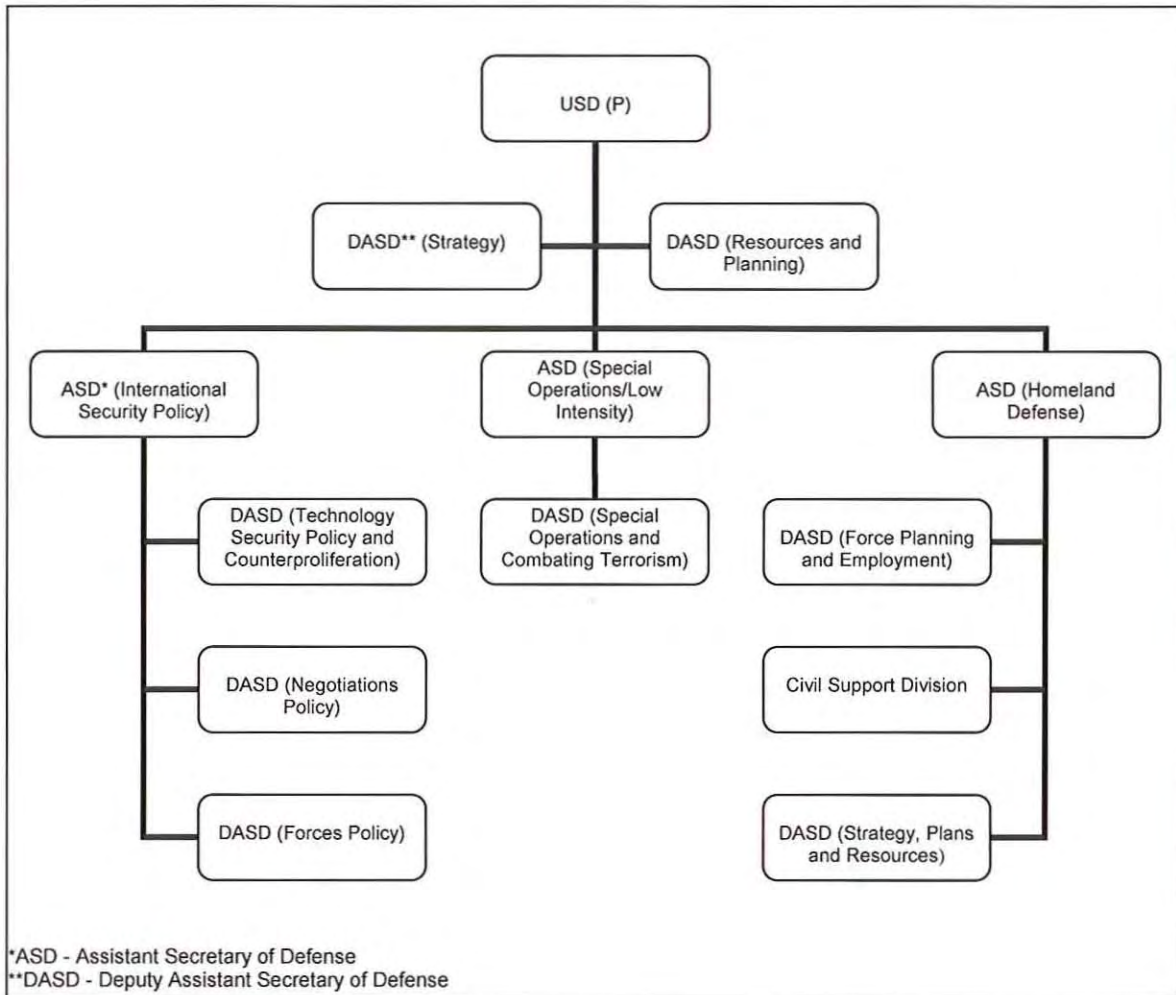 USD (P)
DASD** (Strategy)
DASD (Resources and
Planning)
ASD* (International
Security Policy)
ASD (Special
Operations/Low
Intensity)
ASD (Homeland
Defense)
DASD (Technology
Security Policy and
Counterproliferation)
DASD (Special
Operations and
Combating Terrorism)
DASD (Force Planning
and Employment)
DASD (Negotiations
Policy)
Civil Support Division
DASD (Forces Policy)
DASD (Strategy, Plans
and Resources)
*ASD - Assistant Secretary of Defense
**DASD - Deputy Assistant Secretary of Defense